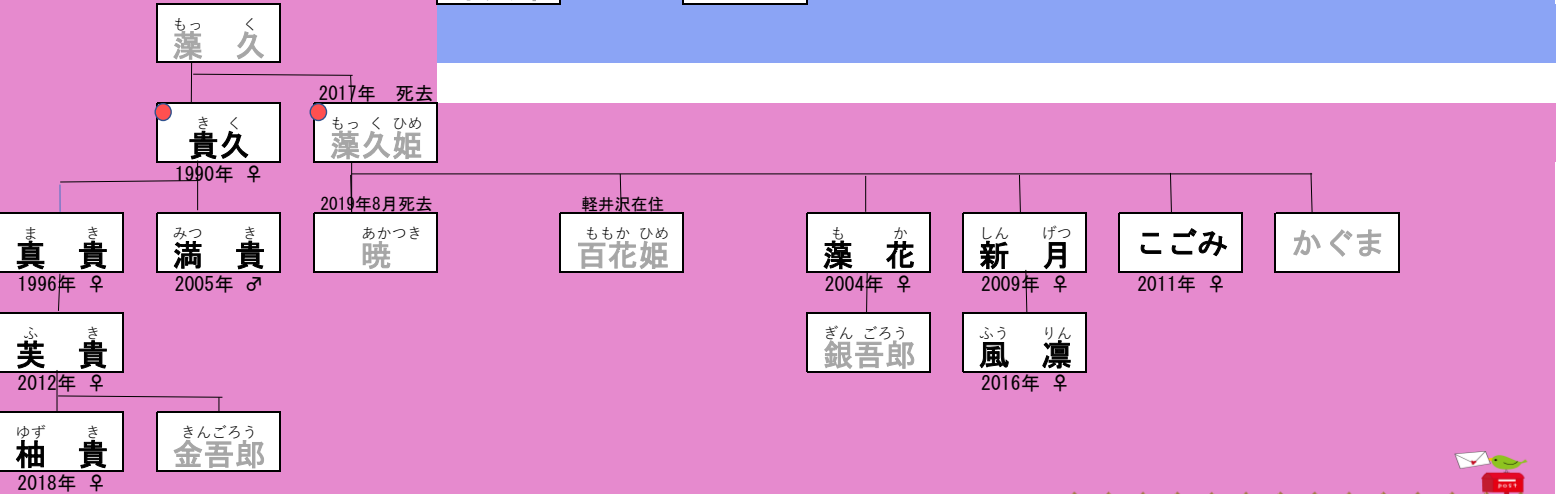 もっ く
藻 久
2017年 死去
き く
貴久
もっ く ひめ
藻久姫
1990年 ♀
2019年8月死去
軽井沢在住
ま き
真 貴
みつ き
満 貴
あかつき
暁
ももか ひめ
百花姫
も か
藻 花
しん げつ
新 月
こごみ
かぐま
1996年 ♀
2005年 ♂
2004年 ♀
2009年 ♀
2011年 ♀
ふ き
芙 貴
ぎん ごろう
銀吾郎
ふう りん
風 凛
2012年 ♀
2016年 ♀
ゆず き
柚 貴
きんごろう
金吾郎
2018年 ♀
post